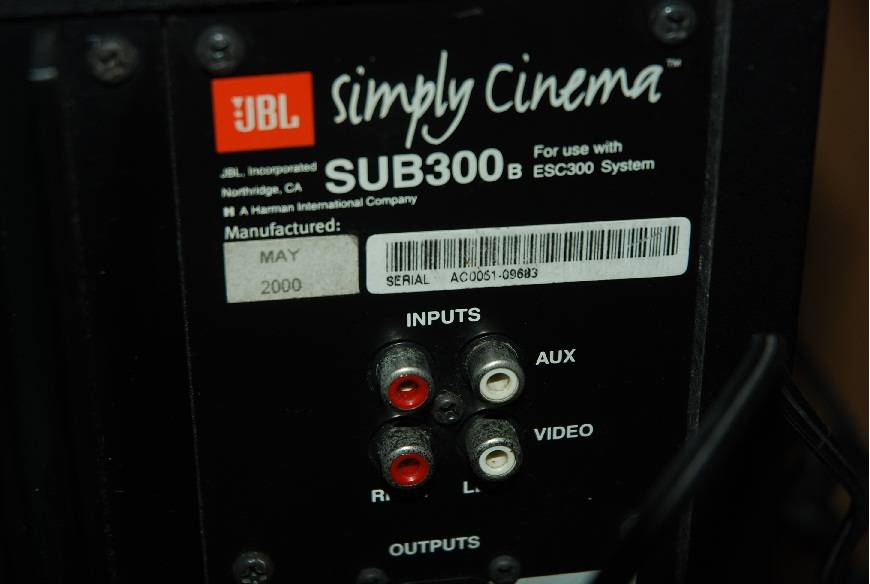 JBL
Simply Cinema™
JBL, Incorporated
Northridge, CA
SUB300 B
For use with
ESC300 System
A Harman International Company
Manufactured:
MAY
2000
SERIAL AC0051-09683
INPUTS
AUX
VIDEO
OUTPUTS